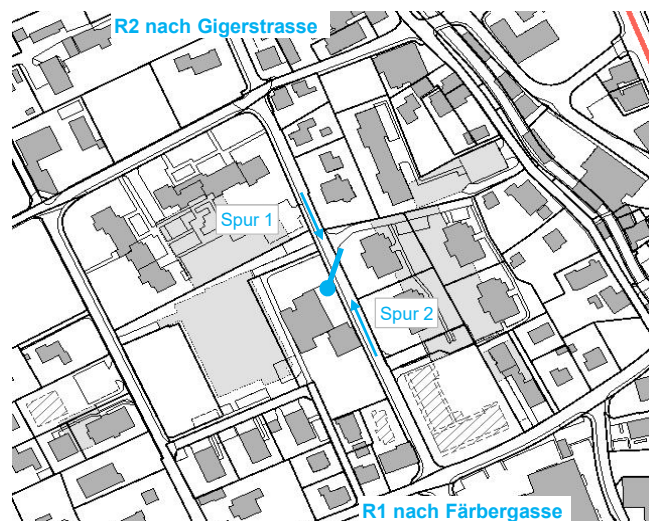 R2 nach Gigerstrasse
Spur 1
Spur 2
R1 nach Färbergasse